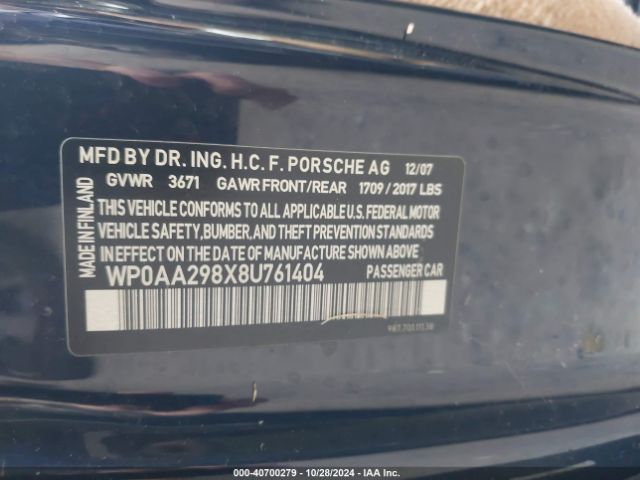 MFD BY DR. ING. H.C. F. PORSCHE AG 12/07
GVWR 3671 GAWR FRONT/REAR 1709 / 2017 LBS
THIS VEHICLE CONFORMS TO ALL APPLICABLE U.S. FEDERAL MOTOR
VEHICLE SAFETY, BUMPER, AND THEFT PREVENTION STANDARDS
IN EFFECT ON THE DATE OF MANUFACTURE SHOWN ABOVE.
WP0AA298X8U761404 PASSENGER CAR
MADE IN FINLAND
000-40700279 - 10/28/2024 - IAA Inc.